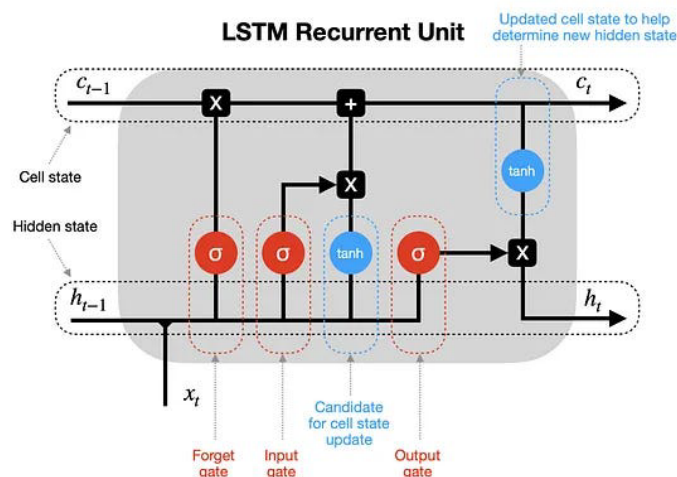 LSTM Recurrent Unit
Updated cell state to help
determine new hidden state
c_{t-1}
c_t
X
+
Cell state
tanh
X
Hidden state
σ
σ
tanh
σ
X
h_{t-1}
h_t
x_t
Candidate
for cell state
update
Forget
gate
Input
gate
Output
gate